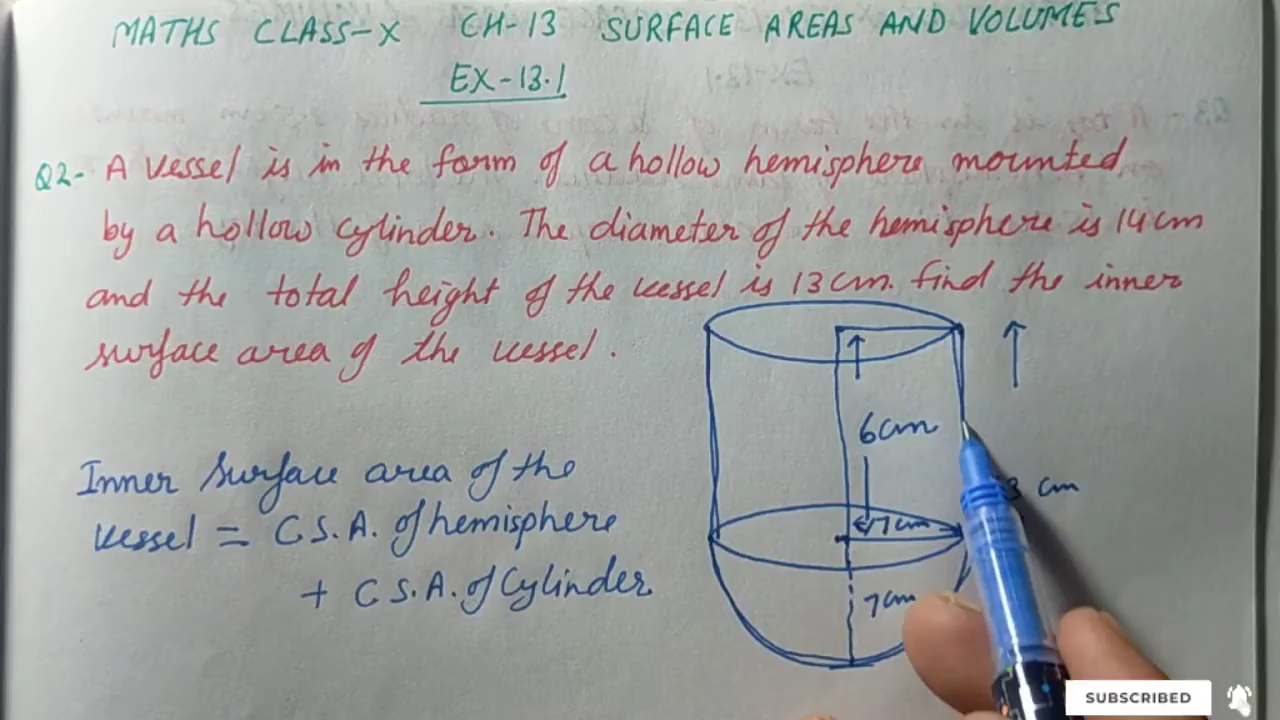 MATHS CLASS-X CH-13 SURFACE AREAS AND VOLUMES
EX-13.1
Q2- A vessel is in the form of a hollow hemisphere mounted
by a hollow cylinder. The diameter of the hemisphere is 14cm
and the total height of the vessel is 13cm. find the inner
surface area of the vessel.
6cm
Inner Surface area of the
vessel = C.S.A. of hemisphere
+ C.S.A. of Cylinder
3 cm
7cm
7cm
SUBSCRIBED